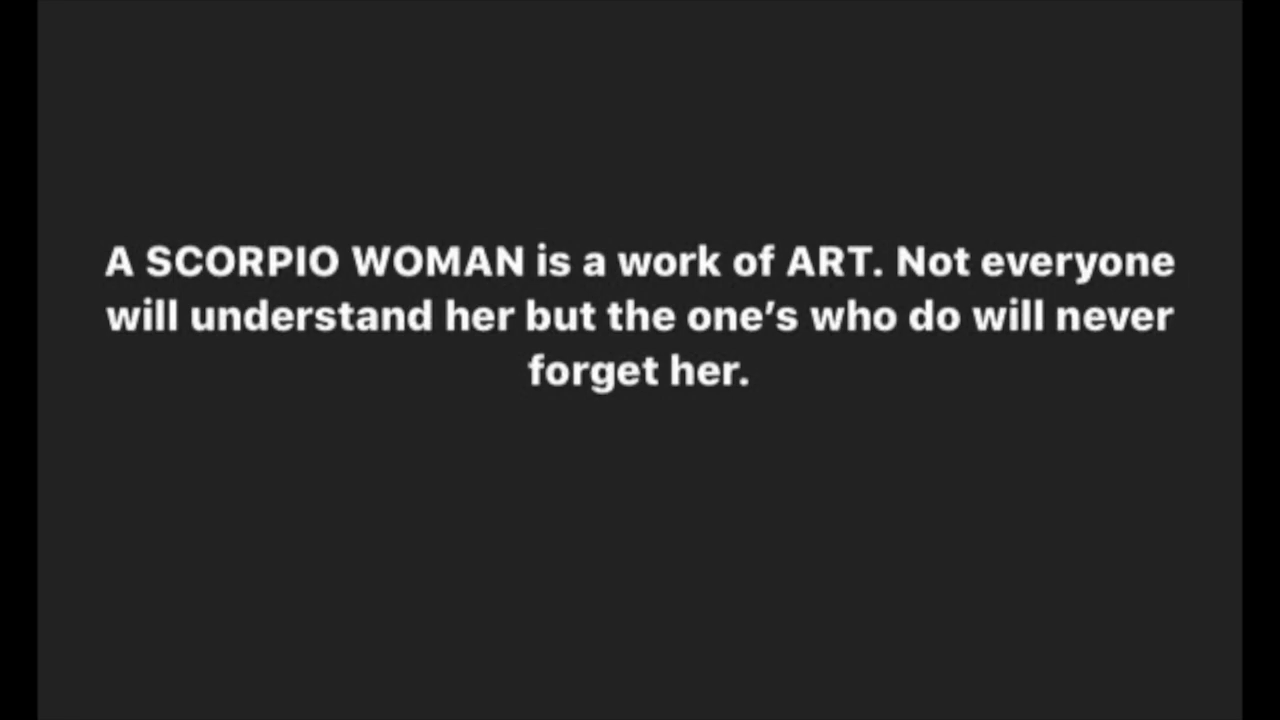 A SCORPIO WOMAN is a work of ART. Not everyone
will understand her but the one’s who do will never
forget her.